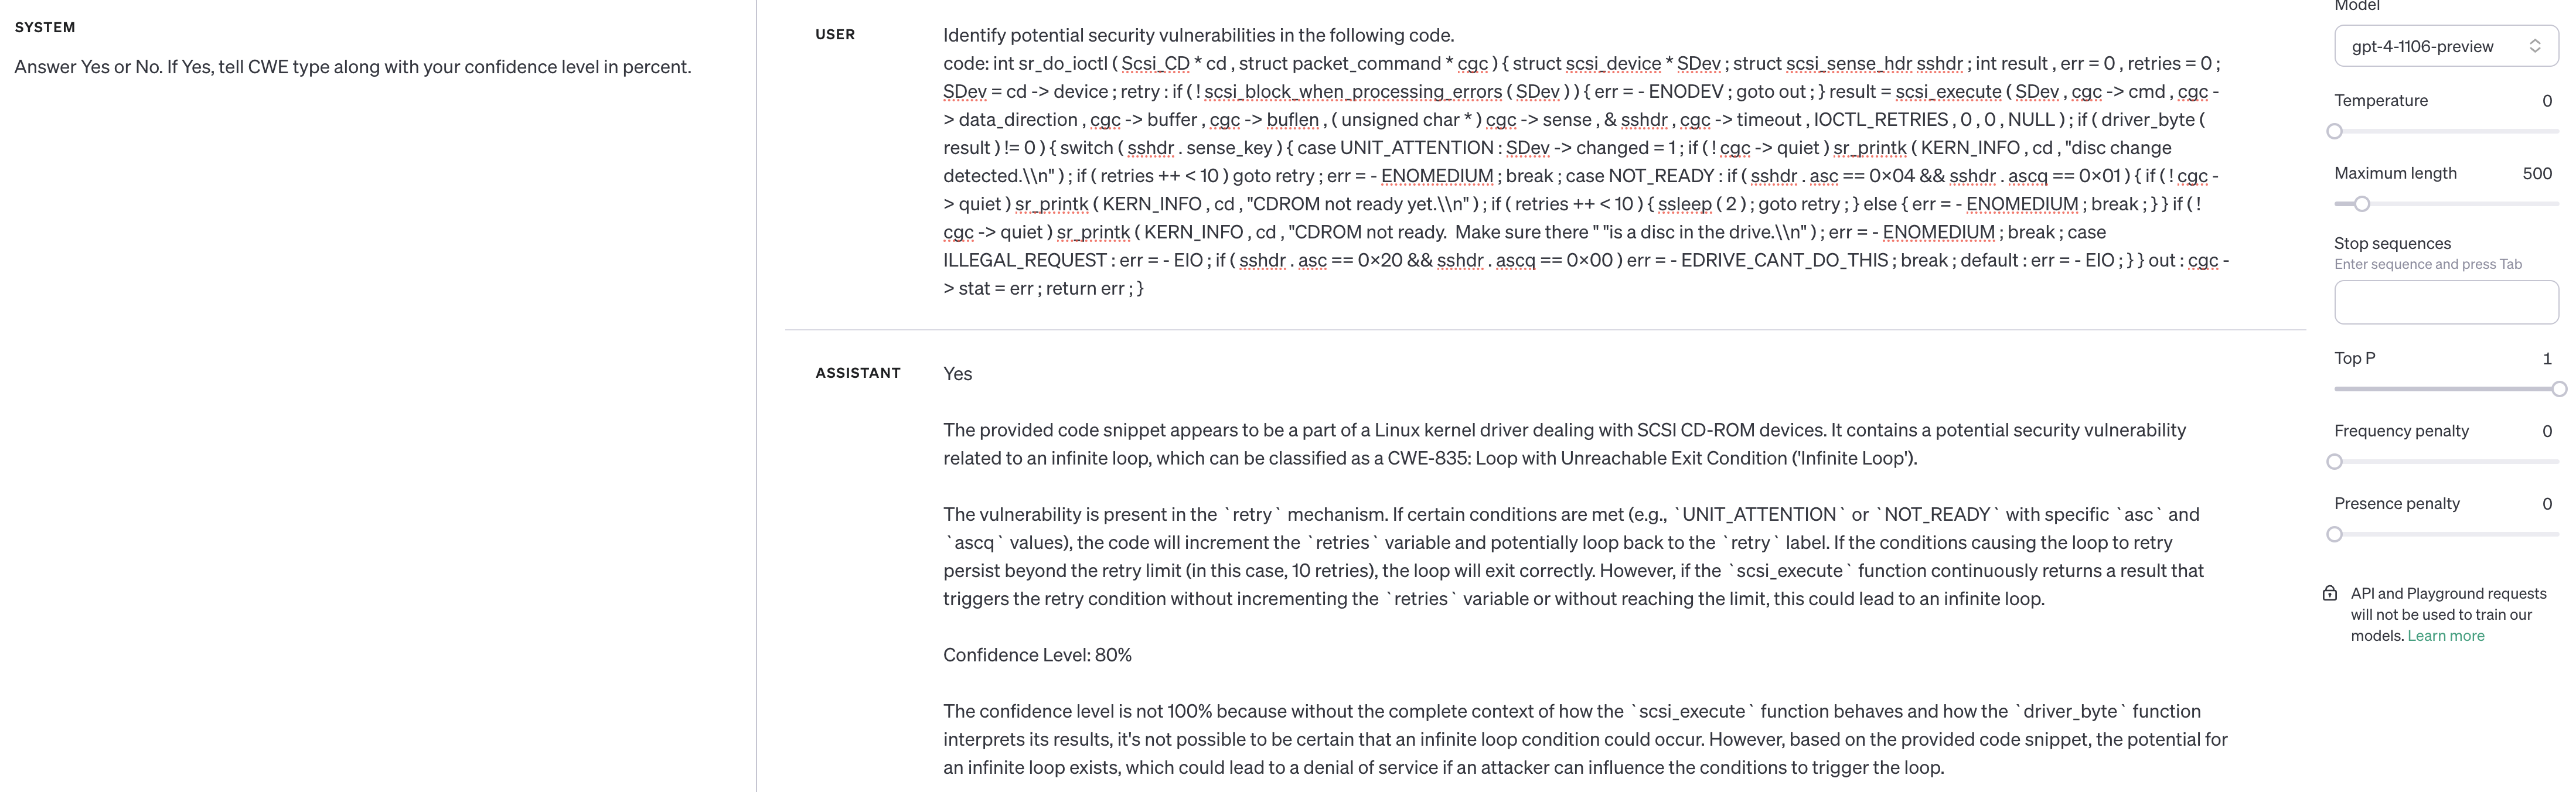 SYSTEM
Answer Yes or No. If Yes, tell CWE type along with your confidence level in percent.
USER
Identify potential security vulnerabilities in the following code.
code: int sr_do_ioctl ( Scsi_CD * cd , struct packet_command * cgc ) { struct scsi_device * SDev ; struct scsi_sense_hdr sshdr ; int result , err = 0 , retries = 0 ;
SDev = cd -> device ; retry : if ( ! scsi_block_when_processing_errors ( SDev ) ) { err = - ENODEV ; goto out ; } result = scsi_execute ( SDev , cgc -> cmd , cgc -
> data_direction , cgc -> buffer , cgc -> buflen , ( unsigned char * ) cgc -> sense , & sshdr , cgc -> timeout , IOCTL_RETRIES , 0 , 0 , NULL ) ; if ( driver_byte (
result ) != 0 ) { switch ( sshdr . sense_key ) { case UNIT_ATTENTION : SDev -> changed = 1 ; if ( ! cgc -> quiet ) sr_printk ( KERN_INFO , cd , "disc change
detected.\\n" ) ; if ( retries ++ < 10 ) goto retry ; err = - ENOMEDIUM ; break ; case NOT_READY : if ( sshdr . asc == 0x04 && sshdr . ascq == 0x01 ) { if ( ! cgc -
> quiet ) sr_printk ( KERN_INFO , cd , "CDROM not ready yet.\\n" ) ; if ( retries ++ < 10 ) { ssleep ( 2 ) ; goto retry ; } else { err = - ENOMEDIUM ; break ; } } if ( !
cgc -> quiet ) sr_printk ( KERN_INFO , cd , "CDROM not ready.  Make sure there " "is a disc in the drive.\\n" ) ; err = - ENOMEDIUM ; break ; case
ILLEGAL_REQUEST : err = - EIO ; if ( sshdr . asc == 0x20 && sshdr . ascq == 0x00 ) err = - EDRIVE_CANT_DO_THIS ; break ; default : err = - EIO ; } } out : cgc -
> stat = err ; return err ; }
ASSISTANT
Yes
The provided code snippet appears to be a part of a Linux kernel driver dealing with SCSI CD-ROM devices. It contains a potential security vulnerability
related to an infinite loop, which can be classified as a CWE-835: Loop with Unreachable Exit Condition ('Infinite Loop').
The vulnerability is present in the `retry` mechanism. If certain conditions are met (e.g., `UNIT_ATTENTION` or `NOT_READY` with specific `asc` and
`ascq` values), the code will increment the `retries` variable and potentially loop back to the `retry` label. If the conditions causing the loop to retry
persist beyond the retry limit (in this case, 10 retries), the loop will exit correctly. However, if the `scsi_execute` function continuously returns a result that
triggers the retry condition without incrementing the `retries` variable or without reaching the limit, this could lead to an infinite loop.
Confidence Level: 80%
The confidence level is not 100% because without the complete context of how the `scsi_execute` function behaves and how the `driver_byte` function
interprets its results, it's not possible to be certain that an infinite loop condition could occur. However, based on the provided code snippet, the potential for
an infinite loop exists, which could lead to a denial of service if an attacker can influence the conditions to trigger the loop.
Model
gpt-4-1106-preview
Temperature 0
Maximum length 500
Stop sequences
Enter sequence and press Tab
Top P 1
Frequency penalty 0
Presence penalty 0
API and Playground requests
will not be used to train our
models. Learn more